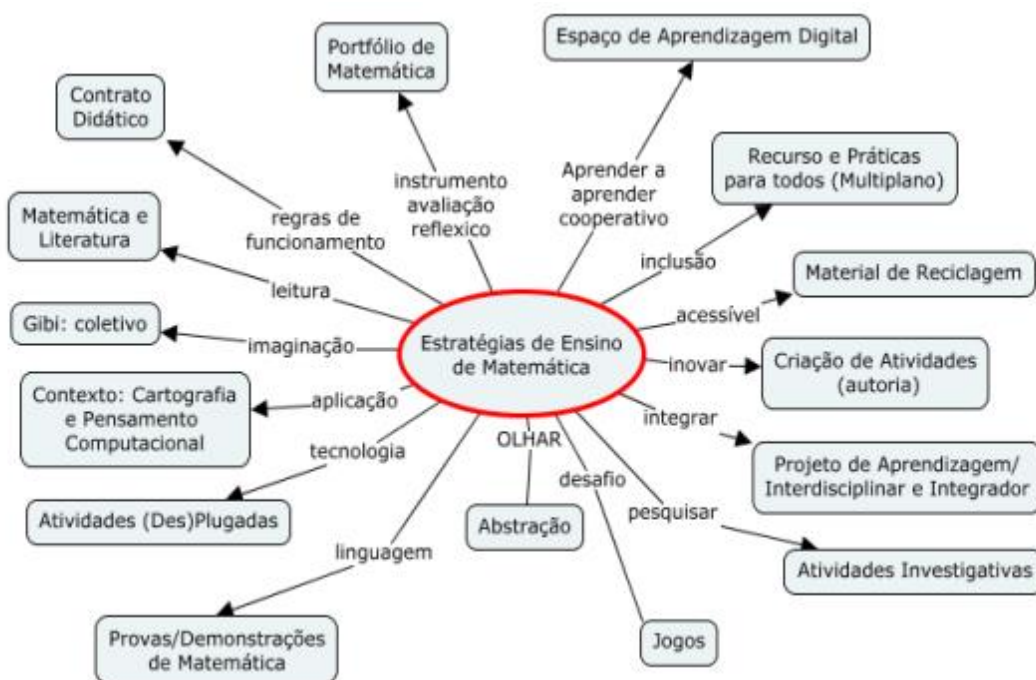 Portfólio de
Matemática
Espaço de Aprendizagem Digital
Contrato
Didático
instrumento
avaliação
reflexico
Aprender a
aprender
cooperativo
Recurso e Práticas
para todos (Multiplano)
Matemática e
Literatura
regras de
funcionamento
inclusão
leitura
Material de Reciclagem
acessível
Gibi: coletivo
imaginação
Estratégias de Ensino
de Matemática
inovar
Criação de Atividades
(autoria)
Contexto: Cartografia
e Pensamento
Computacional
aplicação
integrar
tecnologia
OLHAR
desafio
Projeto de Aprendizagem/
Interdisciplinar e Integrador
Atividades (Des)Plugadas
Abstração
pesquisar
linguagem
Atividades Investigativas
Provas/Demonstrações
de Matemática
Jogos